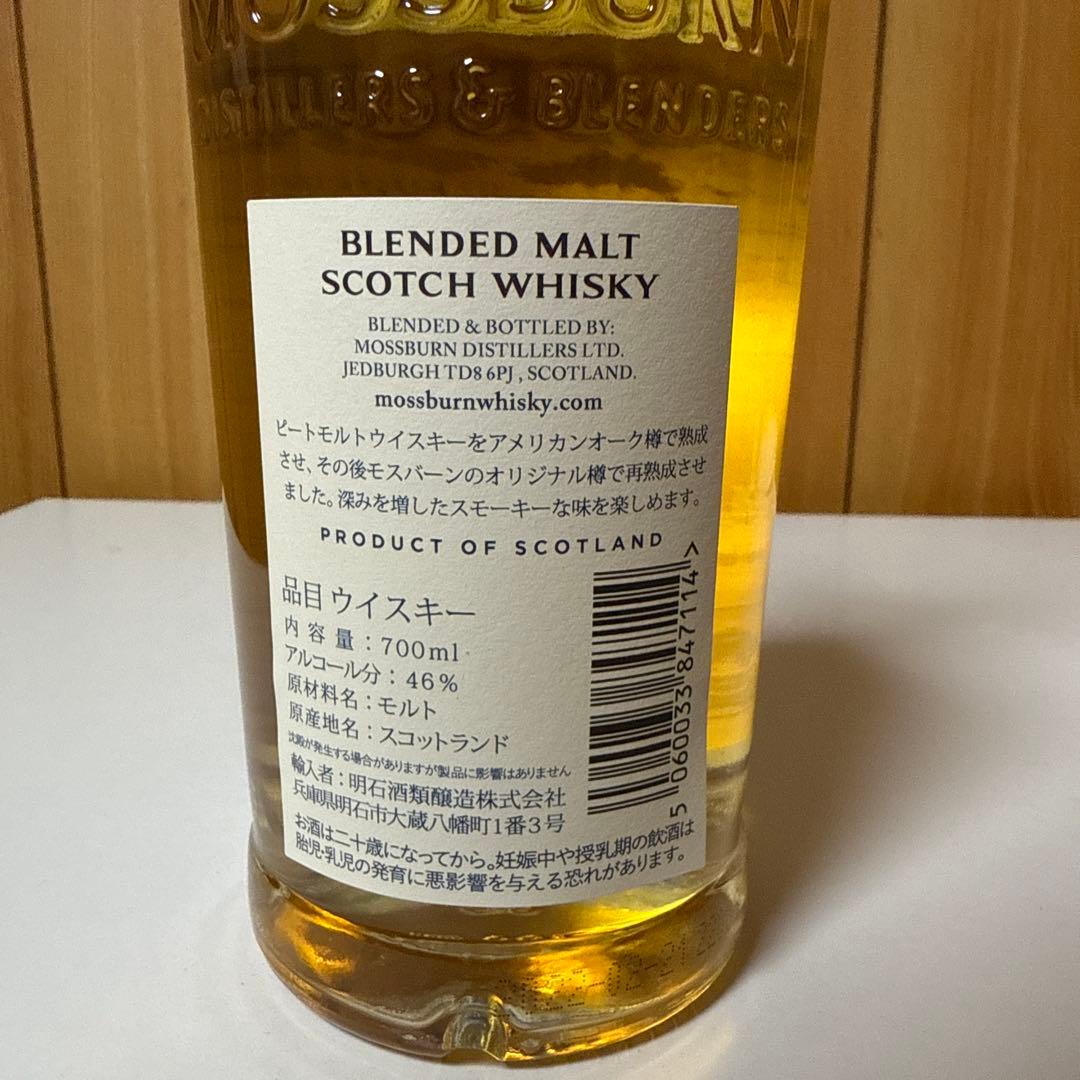 MOSSBURN
DISTILLERS & BLENDERS
BLENDED MALT
SCOTCH WHISKY
BLENDED & BOTTLED BY:
MOSSBURN DISTILLERS LTD.
JEDBURGH TD8 6PJ , SCOTLAND.
mossburnwhisky.com
ピートモルトウイスキーをアメリカンオーク樽で熟成
させ、その後モスバーンのオリジナル樽で再熟成させ
ました。深みを増したスモーキーな味を楽しめます。
PRODUCT OF SCOTLAND
品目 ウイスキー
内 容 量 : 700ml
アルコール分 : 46%
原材料名 : モルト
原産地名 : スコットランド
沈殿が発生する場合がありますが製品に影響はありません
輸入者 : 明石酒類醸造株式会社
兵庫県明石市大蔵八幡町1番3号
お酒は二十歳になってから。妊娠中や授乳期の飲酒は
胎児・乳児の発育に悪影響を与える恐れがあります。
5 060033 847114 >